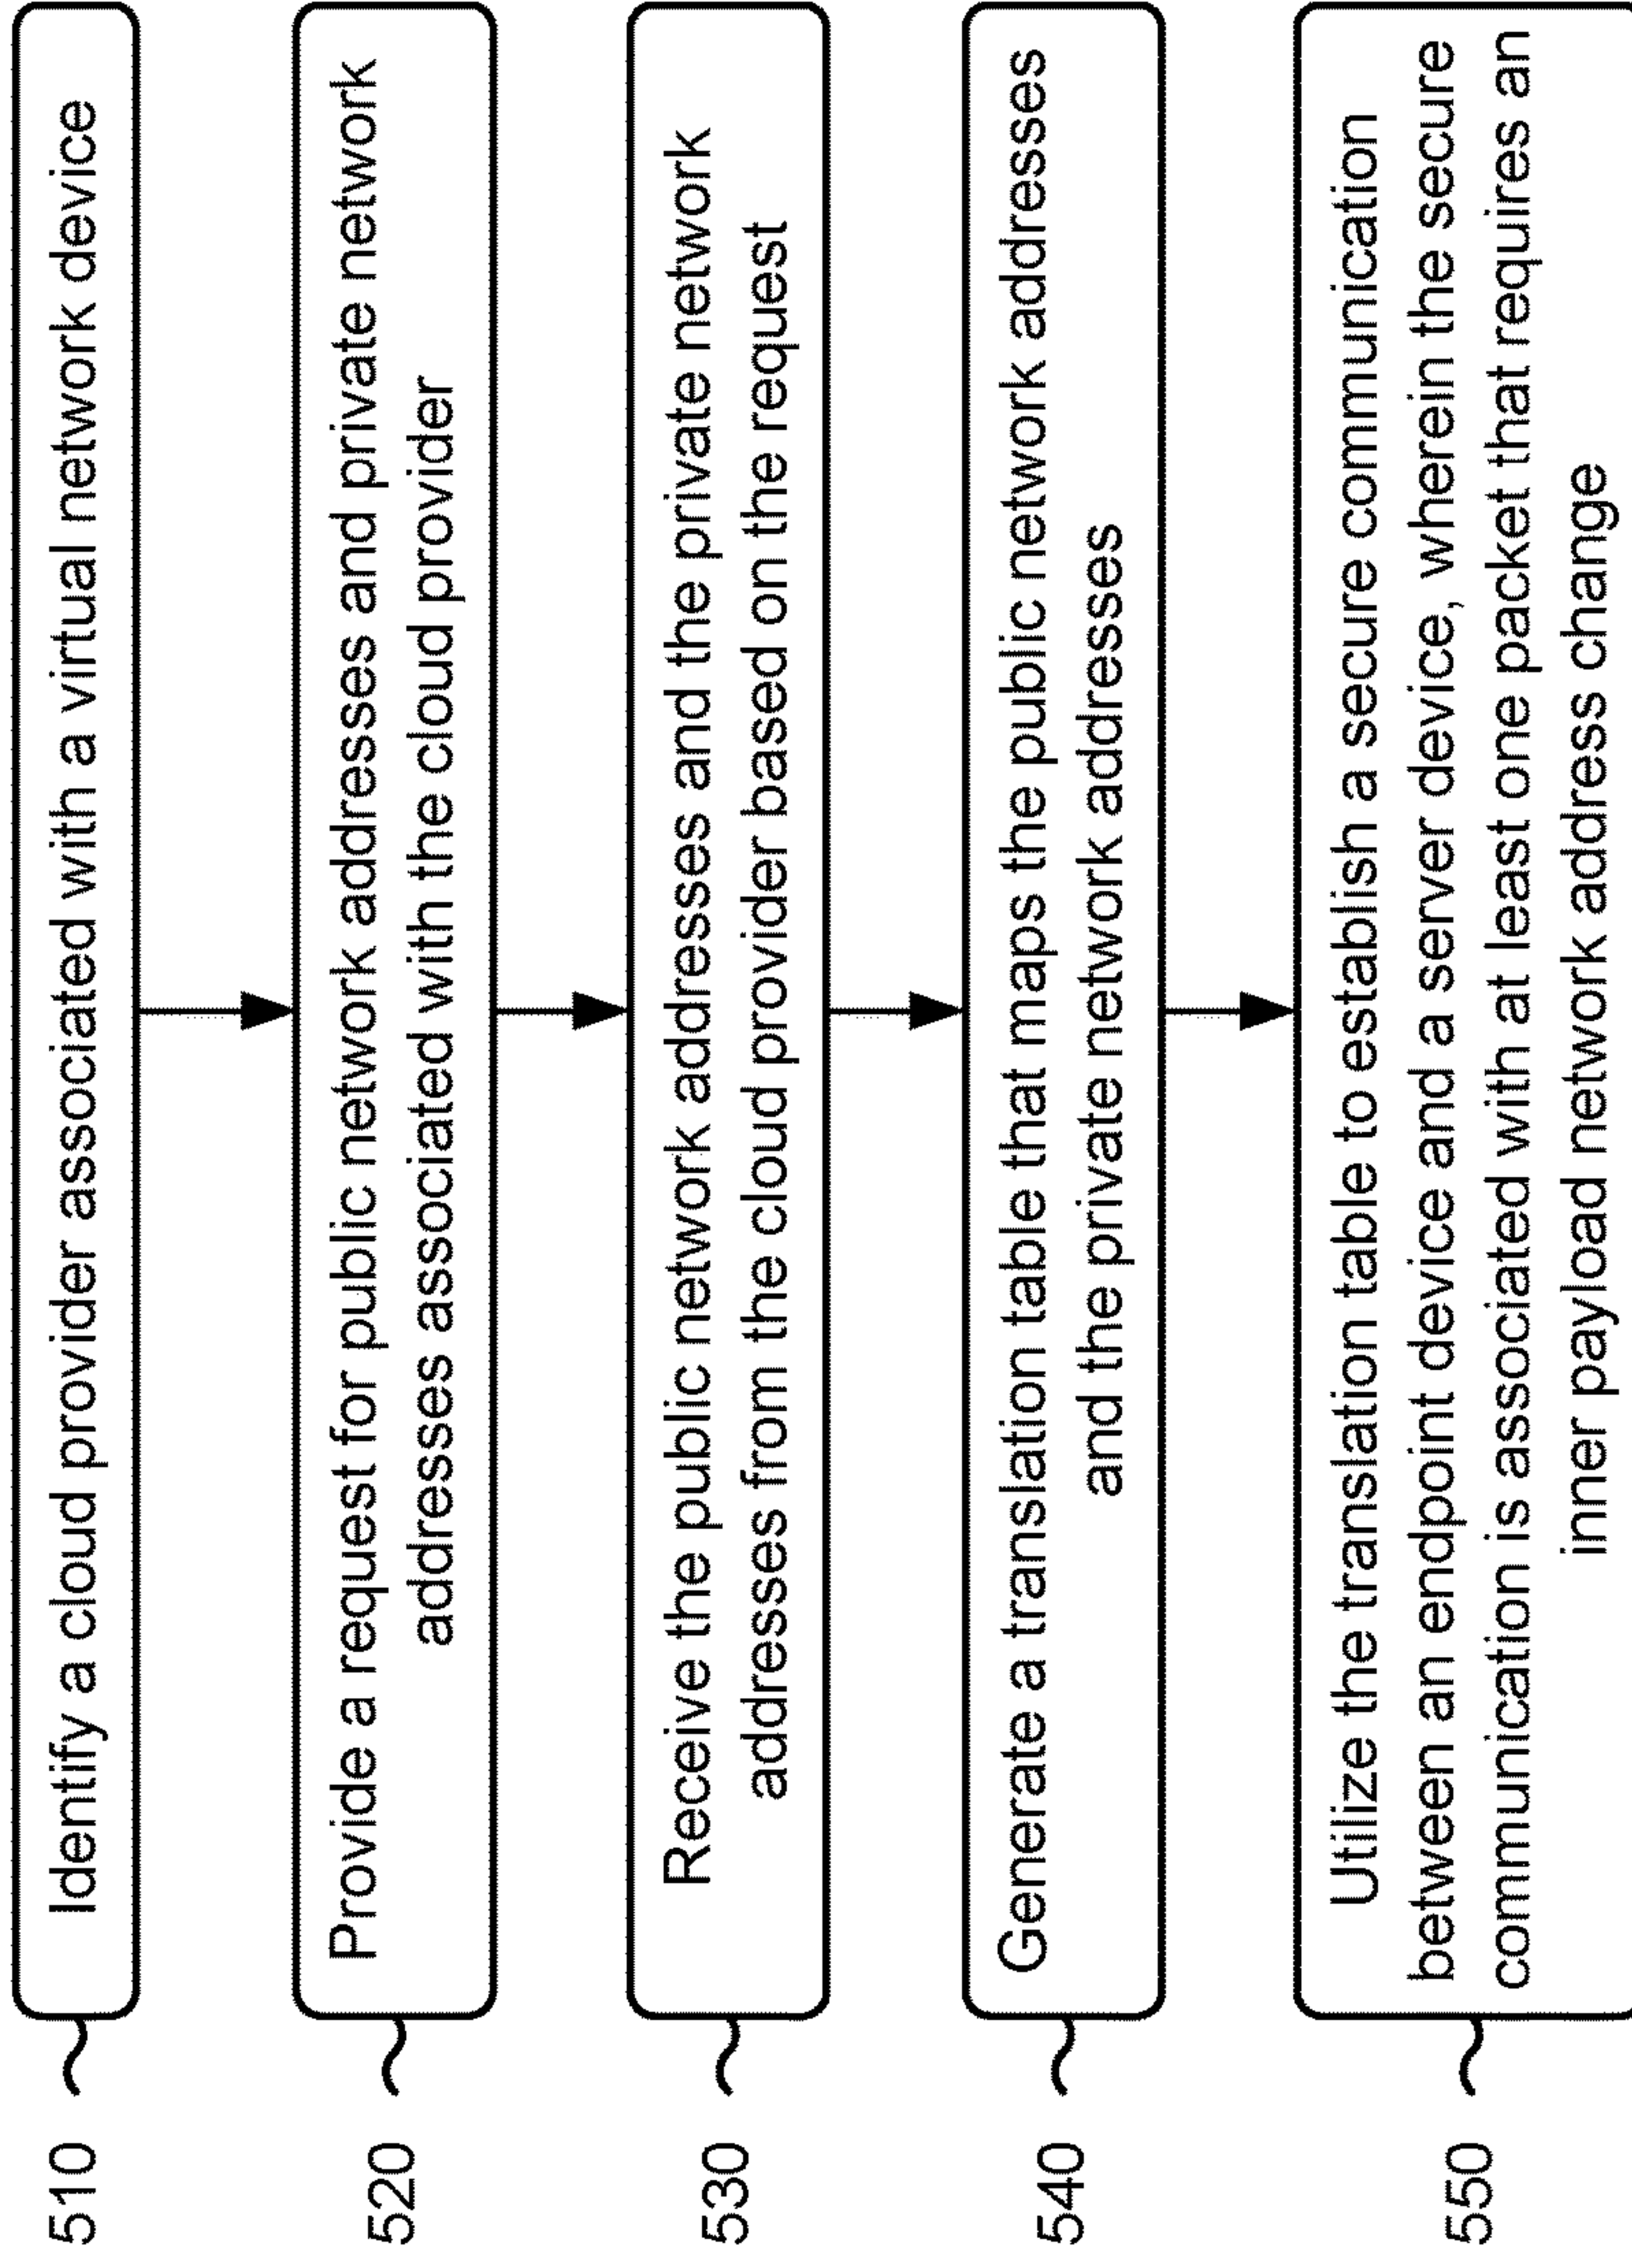 510
Identify a cloud provider associated with a virtual network device
520
Provide a request for public network addresses and private network
addresses associated with the cloud provider
530
Receive the public network addresses and the private network
addresses from the cloud provider based on the request
540
Generate a translation table that maps the public network addresses
and the private network addresses
550
Utilize the translation table to establish a secure communication
between an endpoint device and a server device, wherein the secure
communication is associated with at least one packet that requires an
inner payload network address change